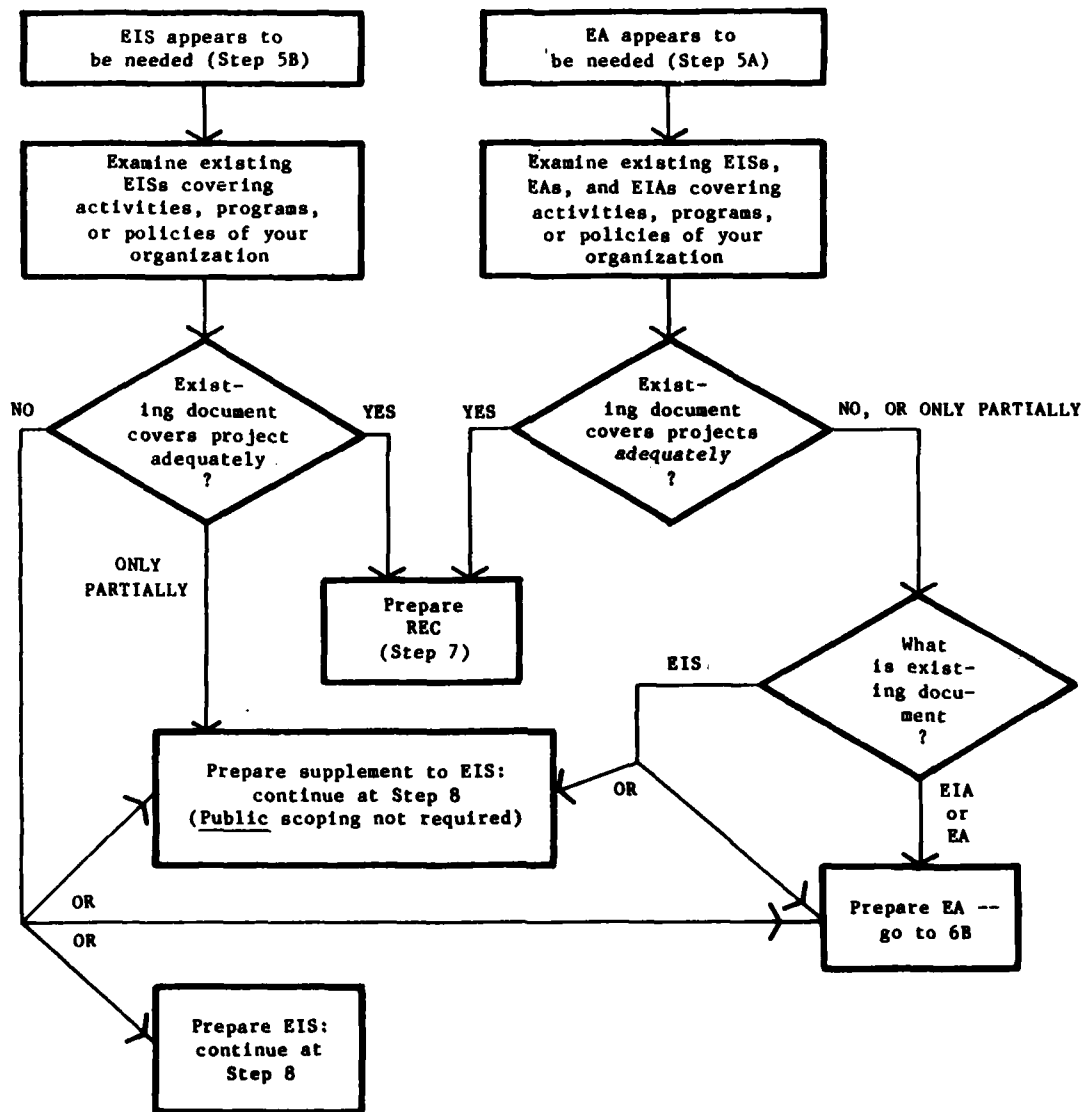 EIS appears to
be needed (Step 5B)
EA appears to
be needed (Step 5A)
Examine existing
EISs covering
activities, programs,
or policies of your
organization
Examine existing EISs,
EAs, and EIAs covering
activities, programs,
or policies of your
organization
NO
Exist-
ing document
covers project
adequately
?
YES
YES
Exist-
ing document
covers projects
adequately
?
NO, OR ONLY PARTIALLY
ONLY
PARTIALLY
Prepare
REC
(Step 7)
EIS
What
is exist-
ing docu-
ment
?
Prepare supplement to EIS:
continue at Step 8
(Public scoping not required)
OR
EIA
or
EA
OR
OR
Prepare EA --
go to 6B
Prepare EIS:
continue at
Step 8